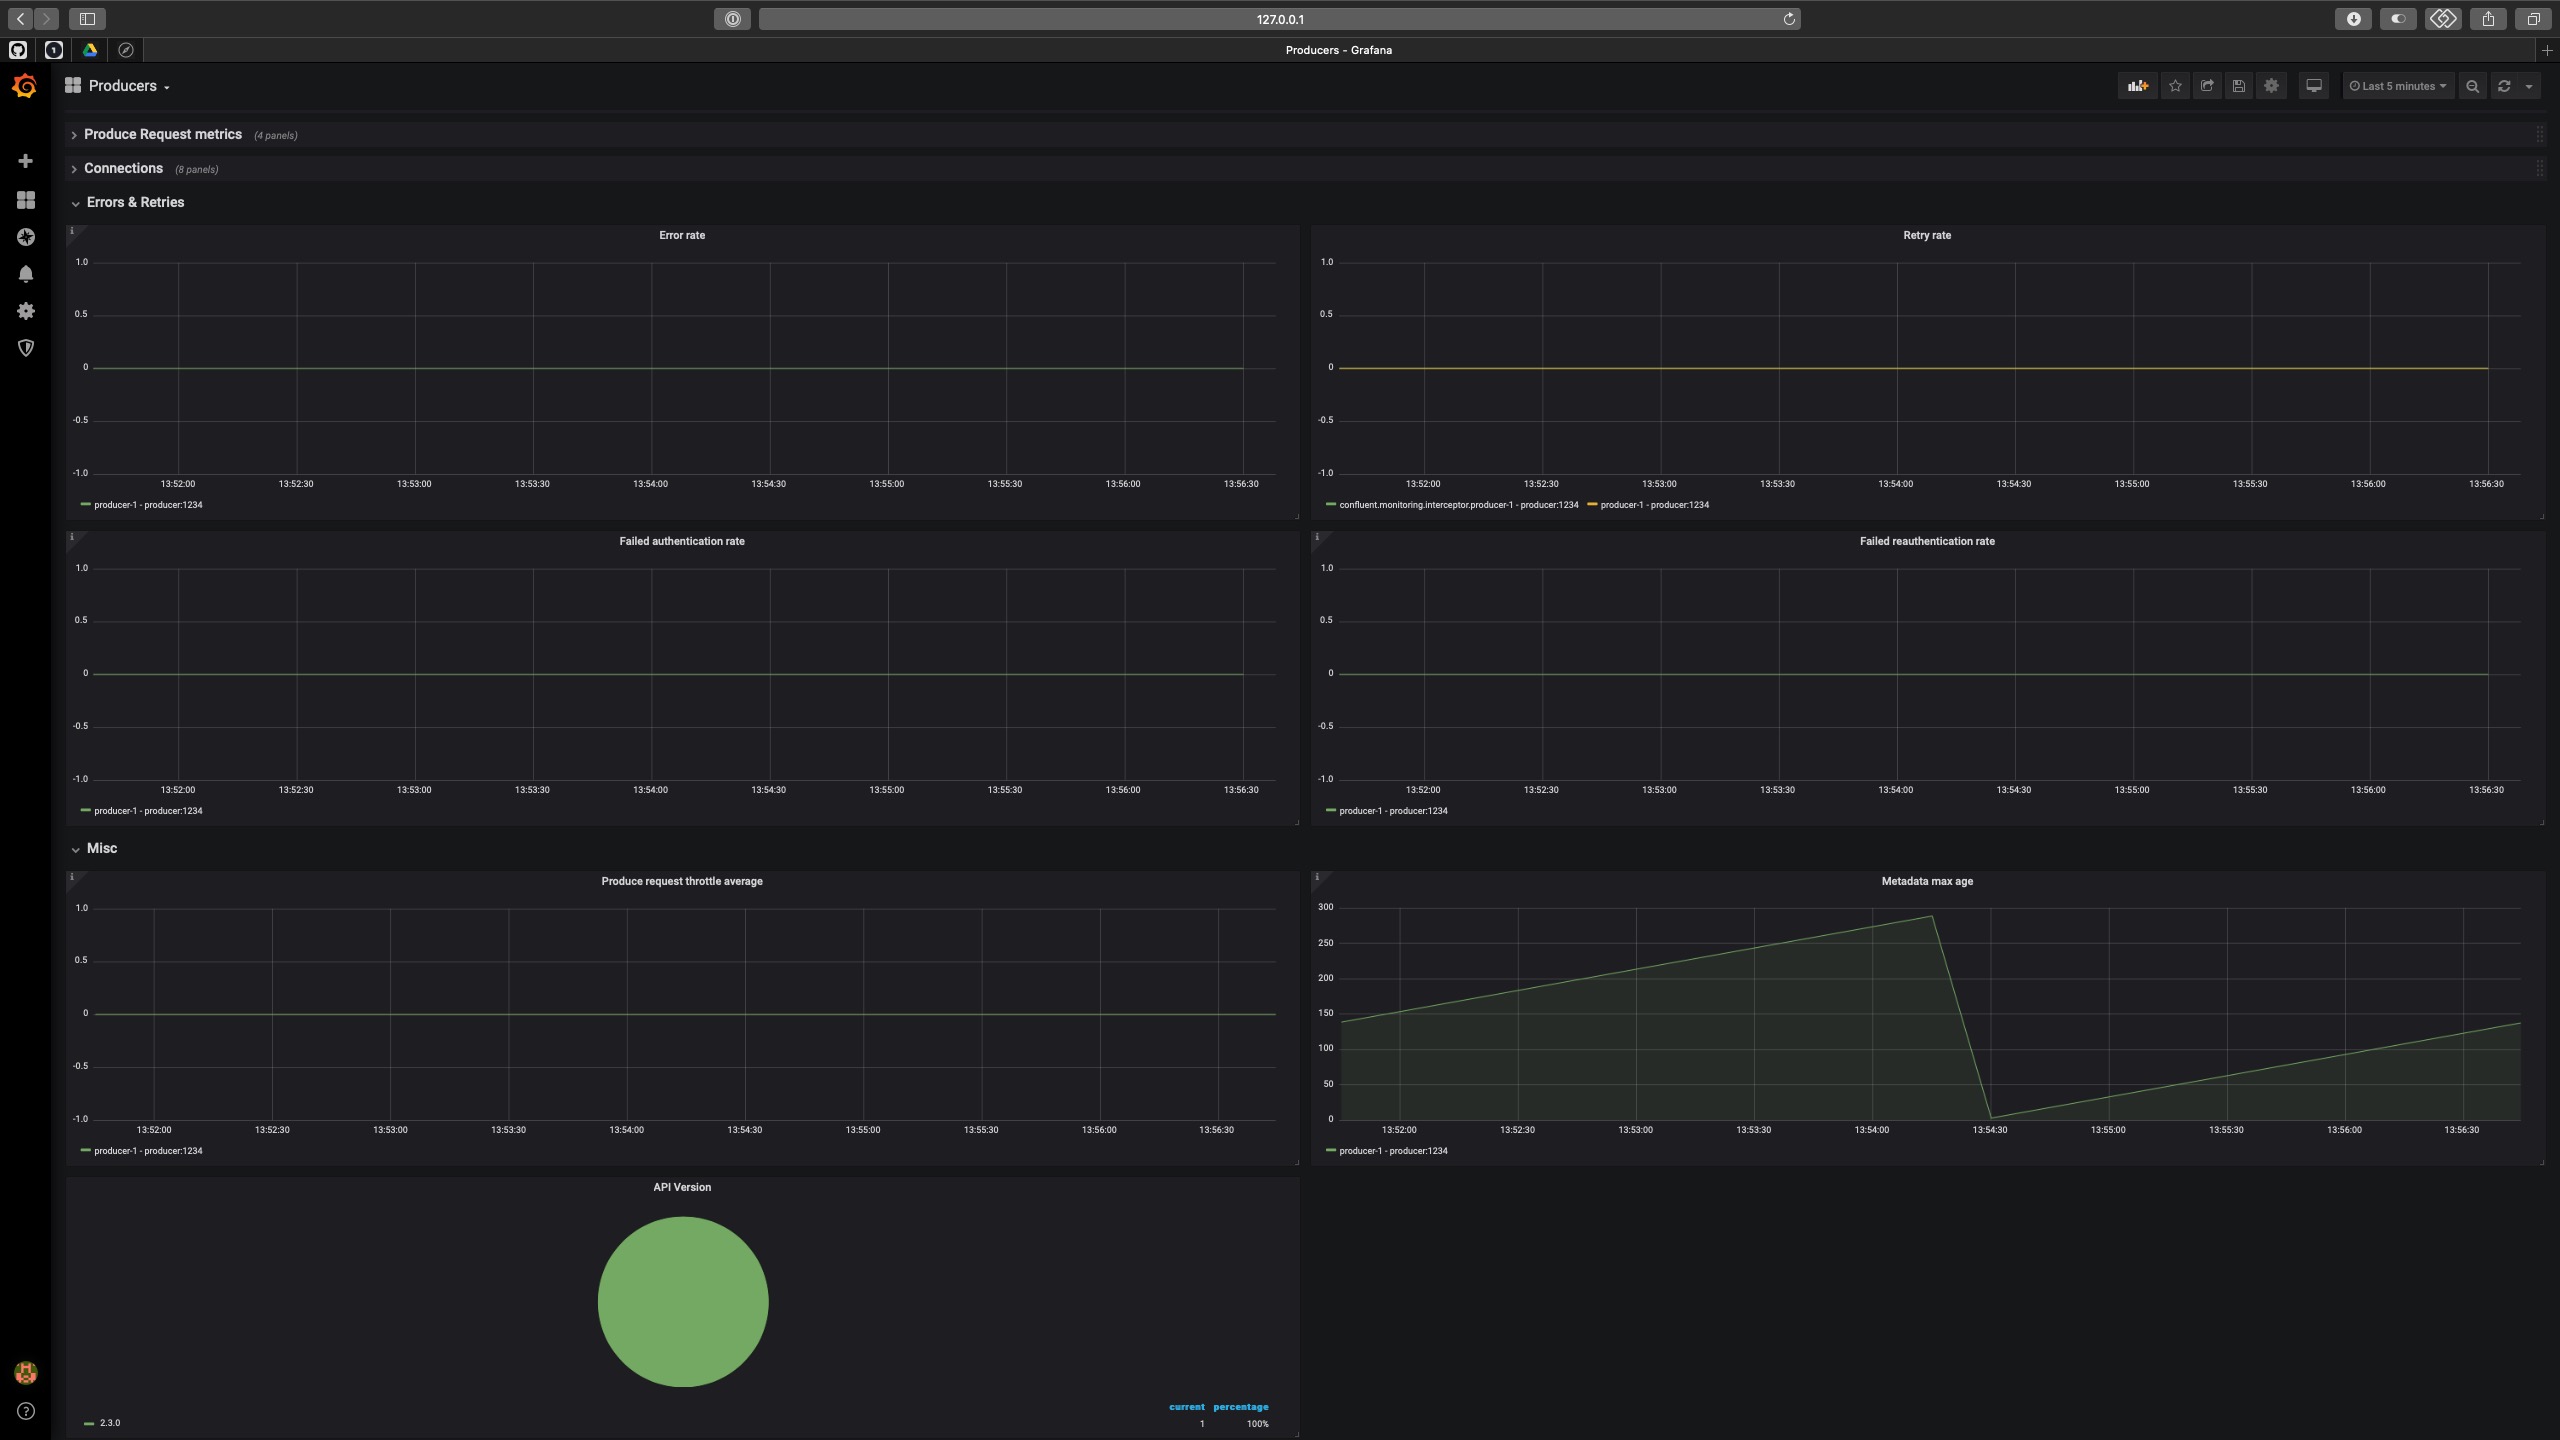 127.0.0.1
Producers - Grafana
Producers
Last 5 minutes
Produce Request metrics (4 panels)
Connections (8 panels)
Errors & Retries
Error rate
1.0
0.5
0
-0.5
-1.0
13:52:00 13:52:30 13:53:00 13:53:30 13:54:00 13:54:30 13:55:00 13:55:30 13:56:00 13:56:30
producer-1 - producer:1234
Retry rate
1.0
0.5
0
-0.5
-1.0
13:52:00 13:52:30 13:53:00 13:53:30 13:54:00 13:54:30 13:55:00 13:55:30 13:56:00 13:56:30
confluent.monitoring.interceptor.producer-1 - producer:1234 producer-1 - producer:1234
Failed authentication rate
1.0
0.5
0
-0.5
-1.0
13:52:00 13:52:30 13:53:00 13:53:30 13:54:00 13:54:30 13:55:00 13:55:30 13:56:00 13:56:30
producer-1 - producer:1234
Failed reauthentication rate
1.0
0.5
0
-0.5
-1.0
13:52:00 13:52:30 13:53:00 13:53:30 13:54:00 13:54:30 13:55:00 13:55:30 13:56:00 13:56:30
producer-1 - producer:1234
Misc
Produce request throttle average
1.0
0.5
0
-0.5
-1.0
13:52:00 13:52:30 13:53:00 13:53:30 13:54:00 13:54:30 13:55:00 13:55:30 13:56:00 13:56:30
producer-1 - producer:1234
Metadata max age
300
250
200
150
100
50
0
13:52:00 13:52:30 13:53:00 13:53:30 13:54:00 13:54:30 13:55:00 13:55:30 13:56:00 13:56:30
producer-1 - producer:1234
API Version
current percentage
2.3.0 1 100%